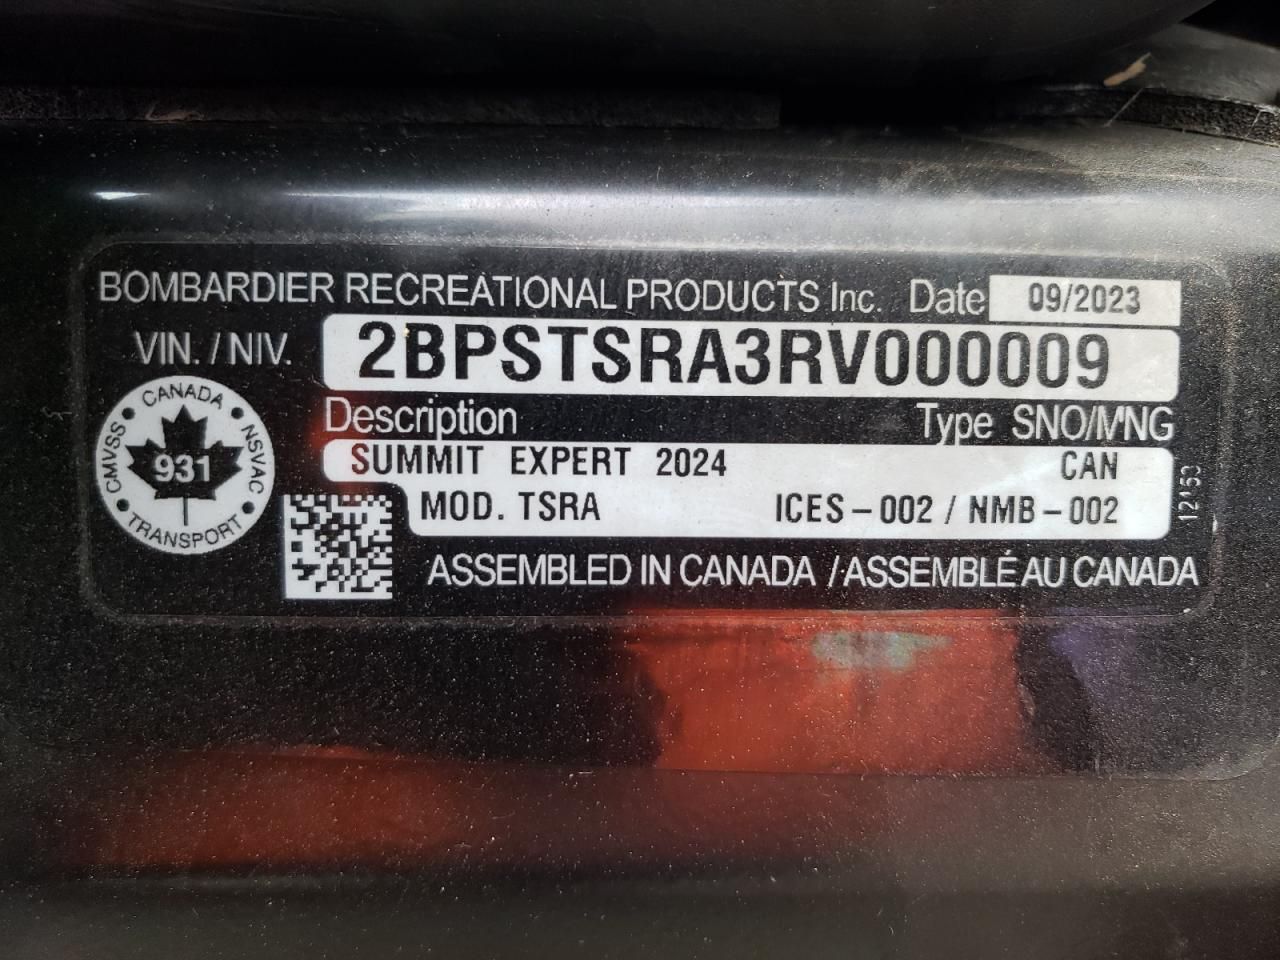 BOMBARDIER RECREATIONAL PRODUCTS Inc. Date 09/2023
VIN. / NIV. 2BPSTSRA3RV000009
Description Type SNO/M'NG
SUMMIT EXPERT 2024 CAN
MOD. TSRA ICES-002 / NMB-002
ASSEMBLED IN CANADA / ASSEMBLÉ AU CANADA
CANADA
CMVSS
NSVAC
931
TRANSPORT
12153